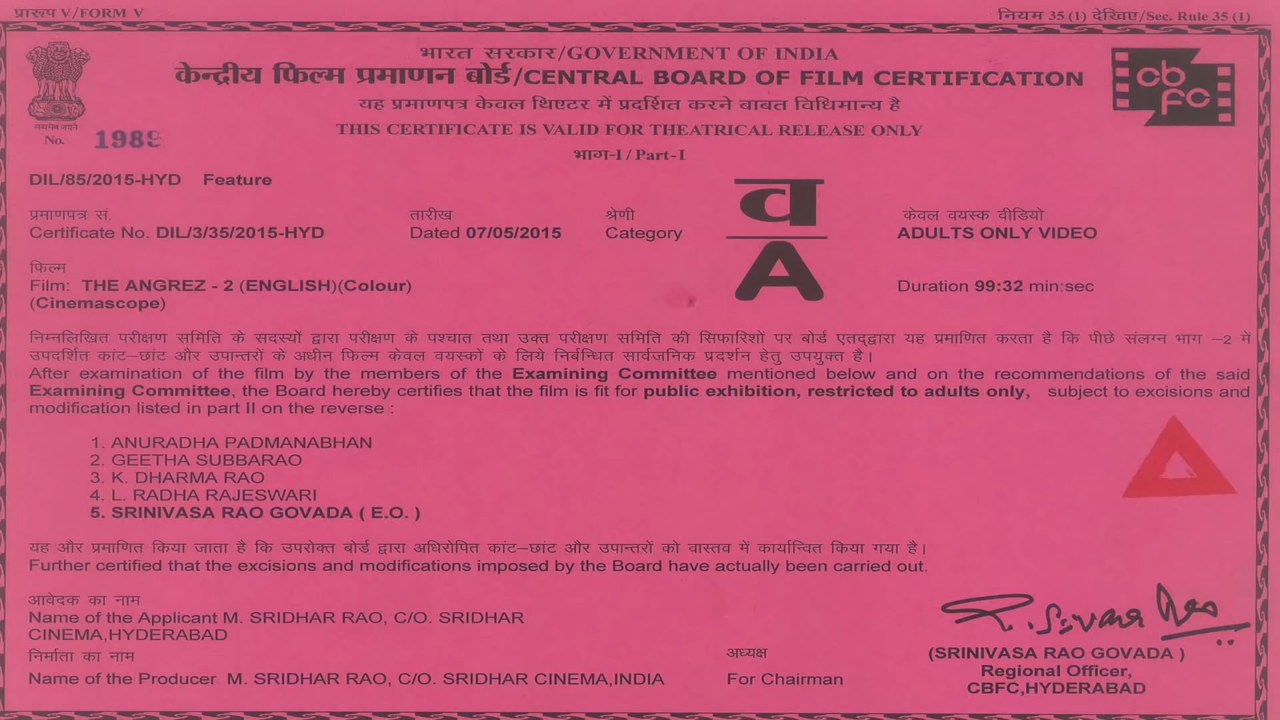 प्रारूप V/FORM V
नियम 35 (1) देखिए/Sec. Rule 35 (1)
भारत सरकार/GOVERNMENT OF INDIA
केन्द्रीय फिल्म प्रमाणन बोर्ड/CENTRAL BOARD OF FILM CERTIFICATION
cb
fc
यह प्रमाणपत्र केवल थिएटर में प्रदर्शित करने बाबत विधिमान्य है
सत्यमेव जयते
THIS CERTIFICATE IS VALID FOR THEATRICAL RELEASE ONLY
No. 1989
भाग-I / Part-I
DIL/85/2015-HYD Feature
प्रमाणपत्र सं. तारीख श्रेणी व केवल वयस्क वीडियो
Certificate No. DIL/3/35/2015-HYD Dated 07/05/2015 Category A ADULTS ONLY VIDEO
फिल्म
Film: THE ANGREZ - 2 (ENGLISH)(Colour) Duration 99:32 min:sec
(Cinemascope)
निम्नलिखित परीक्षण समिति के सदस्यों द्वारा परीक्षण के पश्चात तथा उक्त परीक्षण समिति की सिफारिशों पर बोर्ड एतद्द्वारा यह प्रमाणित करता है कि पीछे संलग्न भाग –2 में
उपदर्शित कांट–छांट और उपान्तरों के अधीन फिल्म केवल वयस्कों के लिये निर्बन्धित सार्वजनिक प्रदर्शन हेतु उपयुक्त है।
After examination of the film by the members of the Examining Committee mentioned below and on the recommendations of the said
Examining Committee, the Board hereby certifies that the film is fit for public exhibition, restricted to adults only, subject to excisions and
modification listed in part II on the reverse :
1. ANURADHA PADMANABHAN
2. GEETHA SUBBARAO
3. K. DHARMA RAO
4. L. RADHA RAJESWARI
5. SRINIVASA RAO GOVADA ( E.O. )
यह और प्रमाणित किया जाता है कि उपरोक्त बोर्ड द्वारा अधिरोपित कांट–छांट और उपान्तरों को वास्तव में कार्यान्वित किया गया है।
Further certified that the excisions and modifications imposed by the Board have actually been carried out.
आवेदक का नाम
Name of the Applicant M. SRIDHAR RAO, C/O. SRIDHAR
CINEMA,HYDERABAD
निर्माता का नाम
Name of the Producer M. SRIDHAR RAO, C/O. SRIDHAR CINEMA,INDIA
अध्यक्ष
For Chairman
R. Sivasa Rao
(SRINIVASA RAO GOVADA )
Regional Officer,
CBFC,HYDERABAD